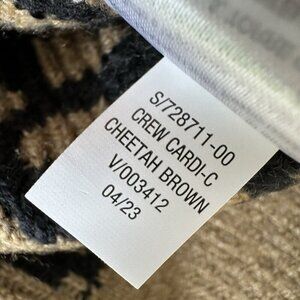 S/728711-00
CREW CARDI-C
CHEETAH BROWN
V/003412
04/23